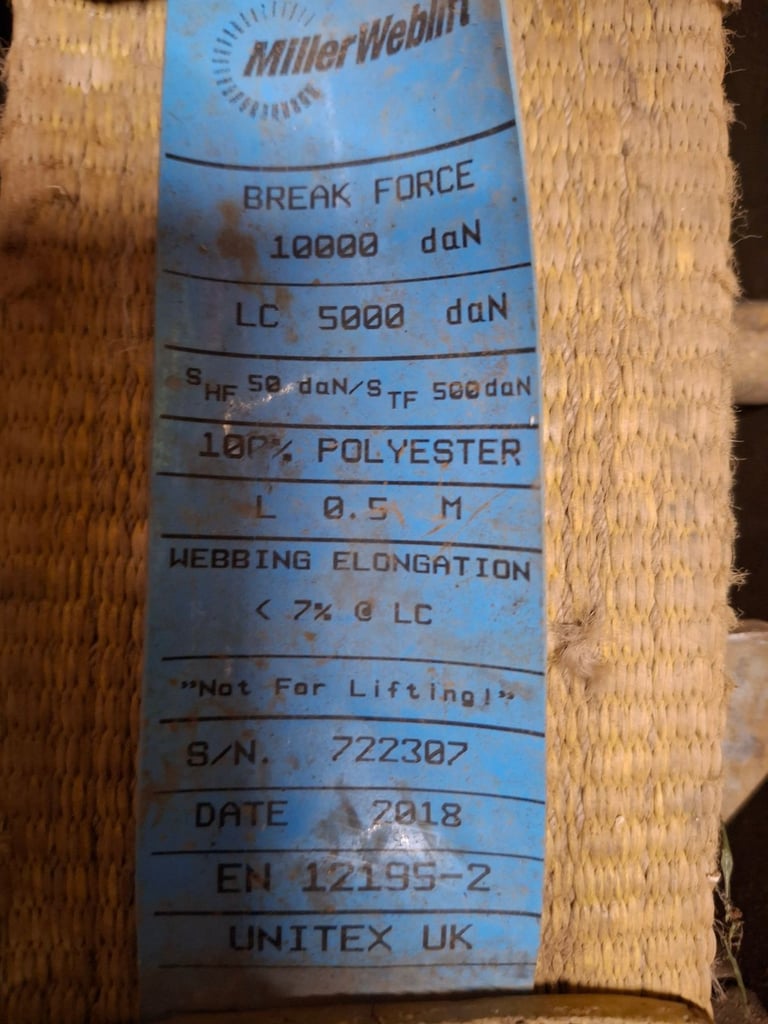 MillerWeblift
BREAK FORCE
10000 daN
LC 5000 daN
SHF 50 daN/STF 500daN
100% POLYESTER
L 0.5 M
WEBBING ELONGATION
< 7% @ LC
"Not For Lifting!"
S/N. 722307
DATE 2018
EN 12195-2
UNITEX UK